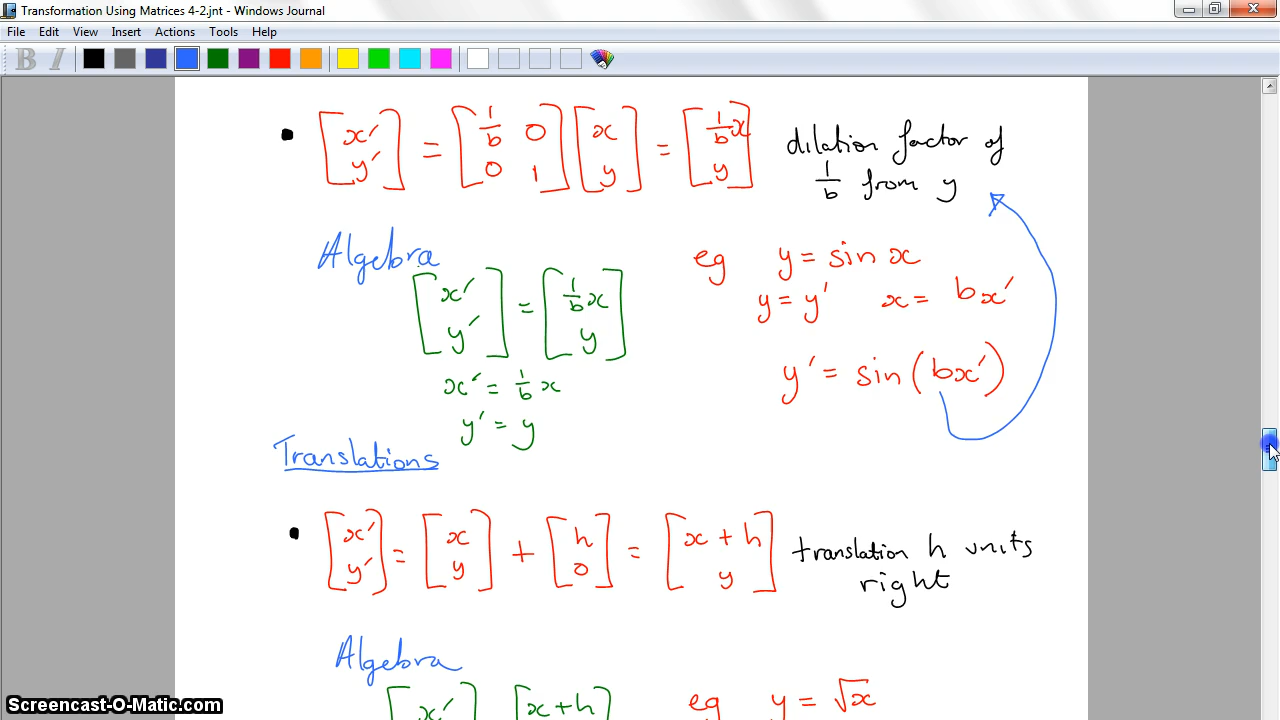 Transformation Using Matrices 4-2.jnt - Windows Journal
File Edit View Insert Actions Tools Help
B I
• [x′ y′] = [1/b 0 0 1] [x y] = [1/b x y] dilation factor of
1/b from y
Algebra
[x′ y′] = [1/b x y]
x′ = 1/b x
y′ = y
eg y = sin x
y = y′ x = bx′
y′ = sin (bx′)
Translations
• [x′ y′] = [x y] + [h 0] = [x + h y] translation h units
right
Algebra
[x′ [x+h]
eg y = √x
Screencast-O-Matic.com